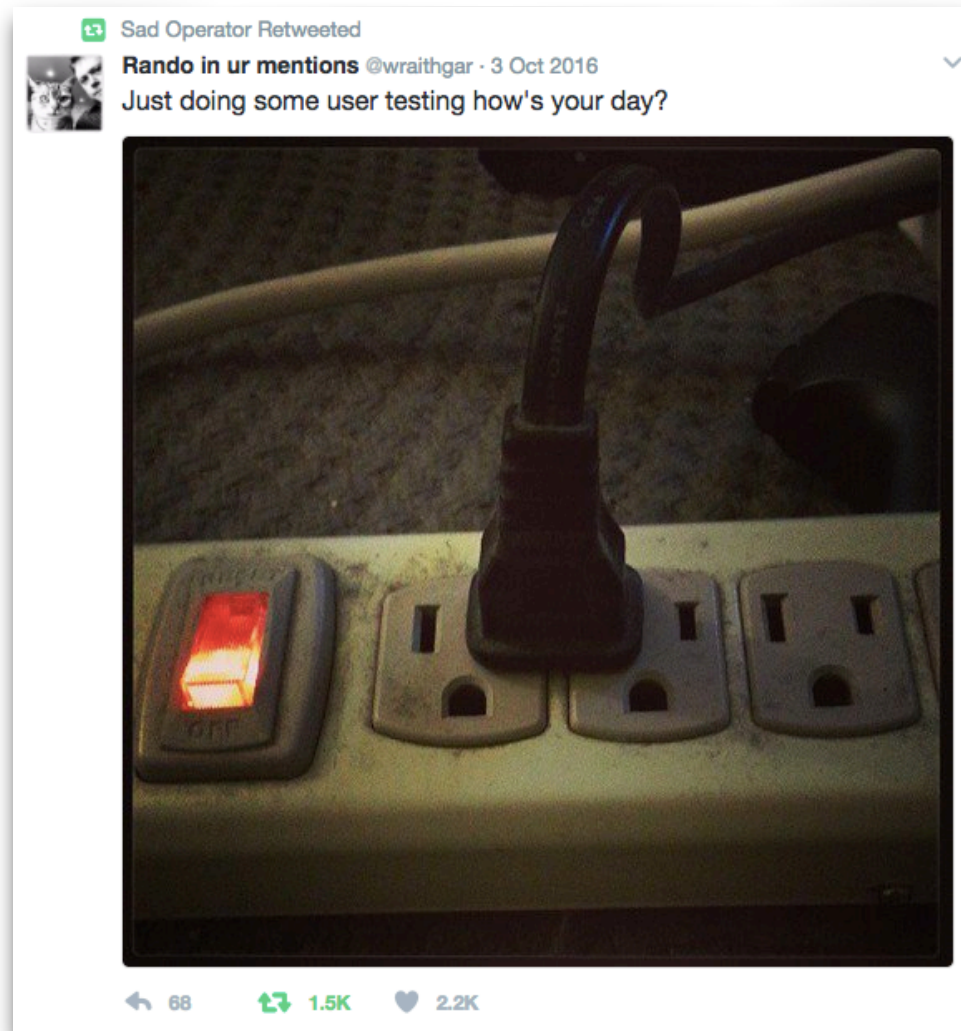 Sad Operator Retweeted
Rando in ur mentions @wraithgar · 3 Oct 2016
Just doing some user testing how's your day?
OFF
68 1.5K 2.2K